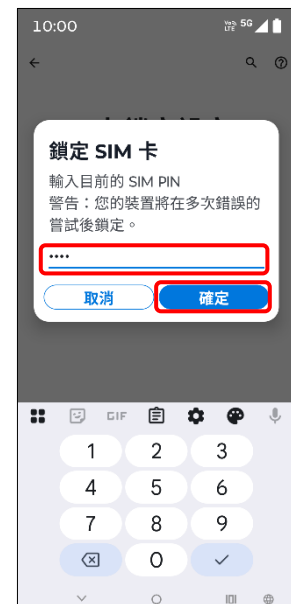 10:00 Vo)) LTE 5G
鎖定 SIM 卡
輸入目前的 SIM PIN
警告：您的裝置將在多次錯誤的
嘗試後鎖定。
••••
取消 確定
GIF
1 2 3
4 5 6
7 8 9
0